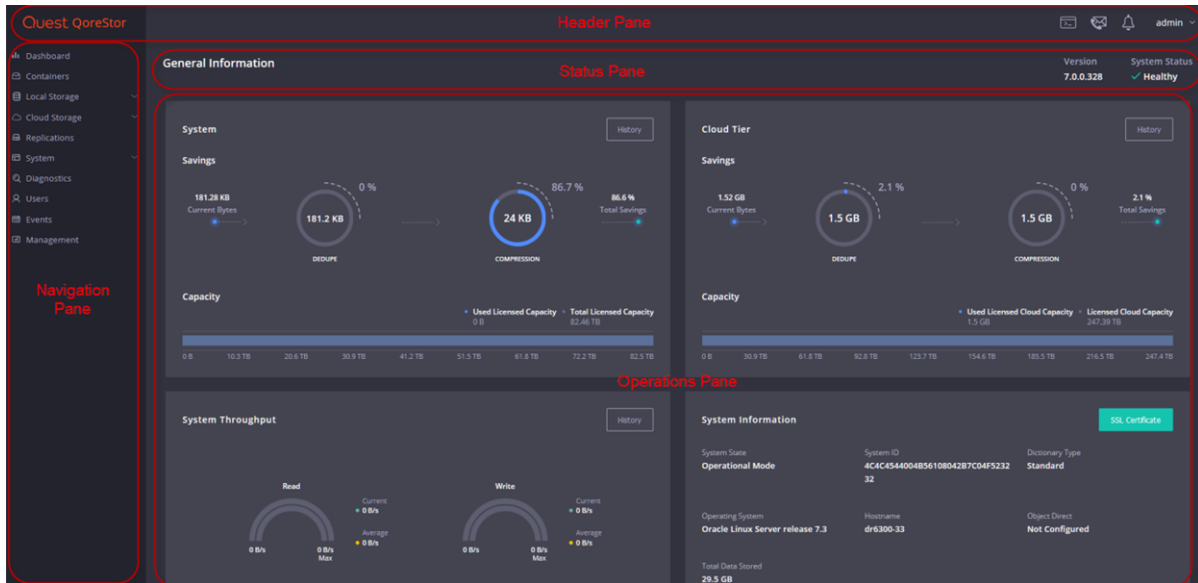 Quest QoreStor
Header Pane
admin
Dashboard
Containers
Local Storage
Cloud Storage
Replications
System
Diagnostics
Users
Events
Management
Navigation
Pane
General Information
Status Pane
Version
7.0.0.328
System Status
Healthy
System
History
Savings
181.28 KB
Current Bytes
0 %
181.2 KB
DEDUPE
86.7 %
24 KB
COMPRESSION
86.6 %
Total Savings
Capacity
Used Licensed Capacity
0 B
Total Licensed Capacity
82.46 TB
0 B 10.3 TB 20.6 TB 30.9 TB 41.2 TB 51.5 TB 61.8 TB 72.2 TB 82.5 TB
Cloud Tier
History
Savings
1.52 GB
Current Bytes
2.1 %
1.5 GB
DEDUPE
0 %
1.5 GB
COMPRESSION
2.1 %
Total Savings
Capacity
Used Licensed Cloud Capacity
1.5 GB
Licensed Cloud Capacity
247.39 TB
0 B 30.9 TB 61.8 TB 92.8 TB 123.7 TB 154.6 TB 185.5 TB 216.5 TB 247.4 TB
Operations Pane
System Throughput
History
Read
Current
0 B/s
Average
0 B/s
0 B/s
0 B/s
Max
Write
Current
0 B/s
Average
0 B/s
0 B/s
0 B/s
Max
System Information
SSL Certificate
System State
Operational Mode
System ID
4C4C4544004B56108042B7C04F5232
32
Dictionary Type
Standard
Operating System
Oracle Linux Server release 7.3
Hostname
dr6300-33
Object Direct
Not Configured
Total Data Stored
29.5 GB